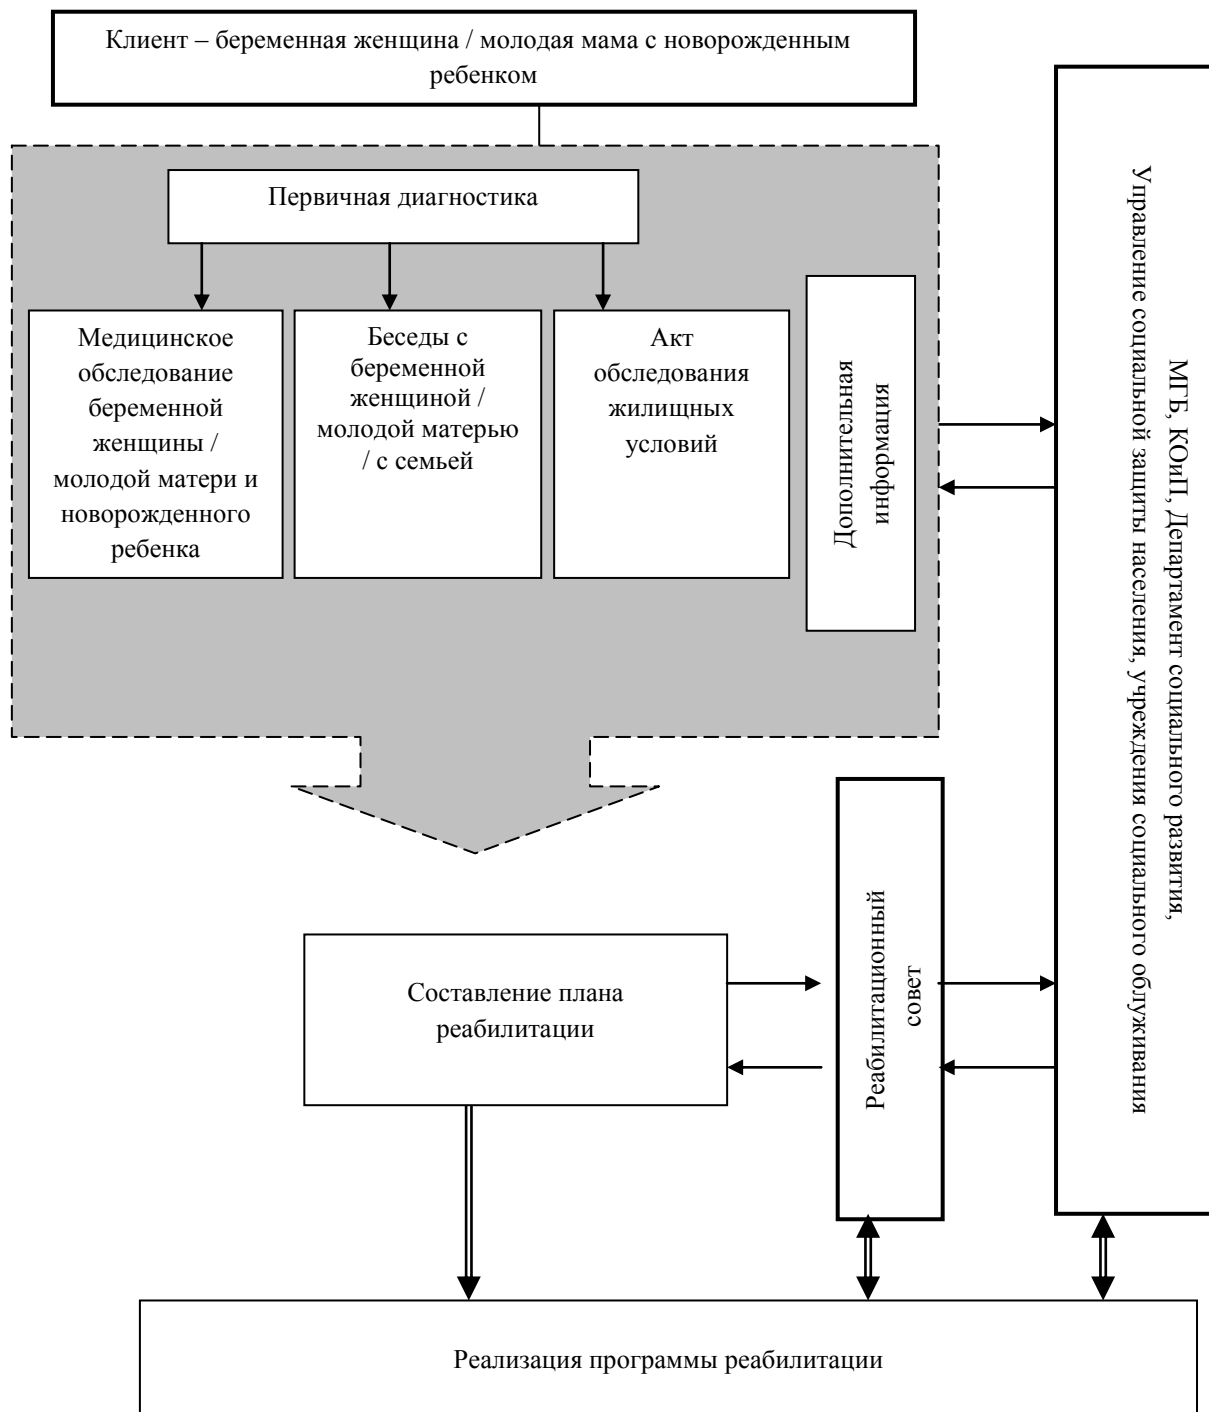 Клиент – беременная женщина / молодая мама с новорожденным
ребенком
Первичная диагностика
Медицинское
обследование
беременной
женщины /
молодой матери и
новорожденного
ребенка
Беседы с
беременной
женщиной /
молодой матерью
/ с семьей
Акт
обследования
жилищных
условий
Дополнительная
информация
МГБ, КОиП, Департамент социального развития,
Управление социальной защиты населения, учреждения социального облуживания
Составление плана
реабилитации
Реабилитационный
совет
Реализация программы реабилитации